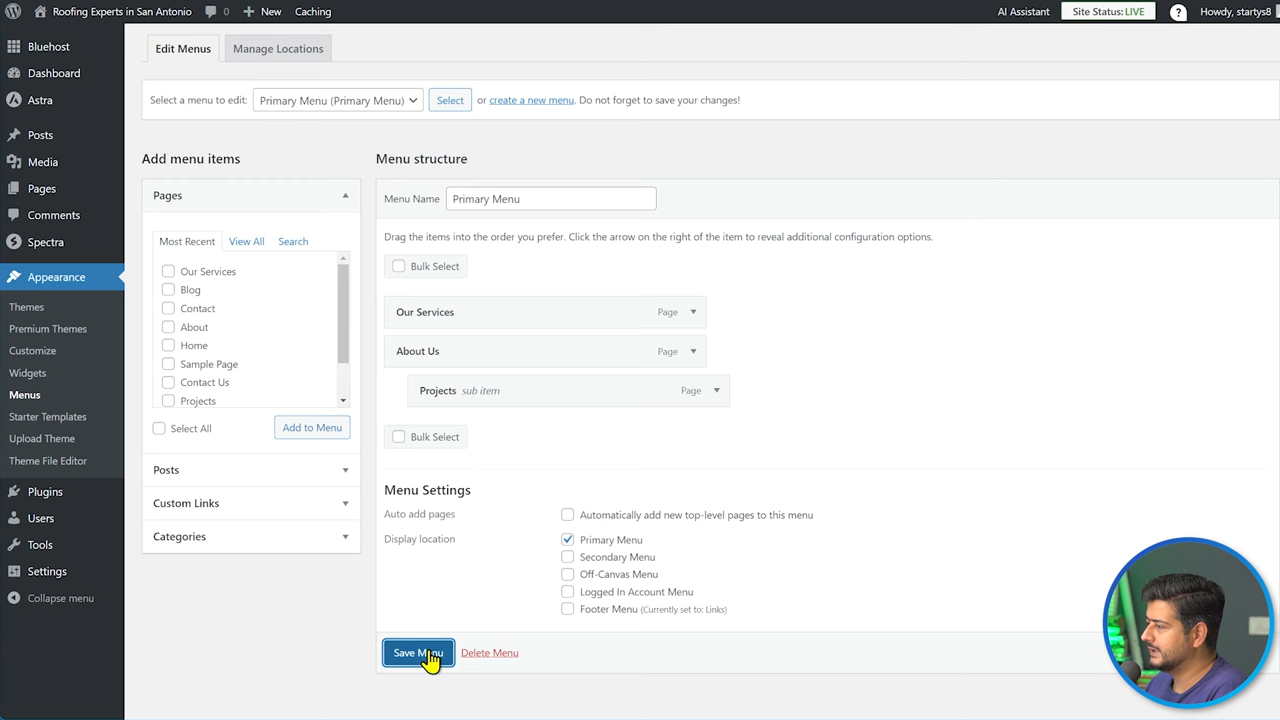 Roofing Experts in San Antonio 0 New Caching AI Assistant Site Status: LIVE ? Howdy, startys8
Bluehost
Dashboard
Astra
Posts
Media
Pages
Comments
Spectra
Appearance
Themes
Premium Themes
Customize
Widgets
Menus
Starter Templates
Upload Theme
Theme File Editor
Plugins
Users
Tools
Settings
Collapse menu
Edit Menus Manage Locations
Select a menu to edit: Primary Menu (Primary Menu) Select or create a new menu. Do not forget to save your changes!
Add menu items
Pages
Most Recent View All Search
Our Services
Blog
Contact
About
Home
Sample Page
Contact Us
Projects
Select All Add to Menu
Posts
Custom Links
Categories
Menu structure
Menu Name Primary Menu
Drag the items into the order you prefer. Click the arrow on the right of the item to reveal additional configuration options.
Bulk Select
Our Services Page
About Us Page
Projects sub item Page
Bulk Select
Menu Settings
Auto add pages Automatically add new top-level pages to this menu
Display location Primary Menu
Secondary Menu
Off-Canvas Menu
Logged In Account Menu
Footer Menu (Currently set to: Links)
Save Menu Delete Menu